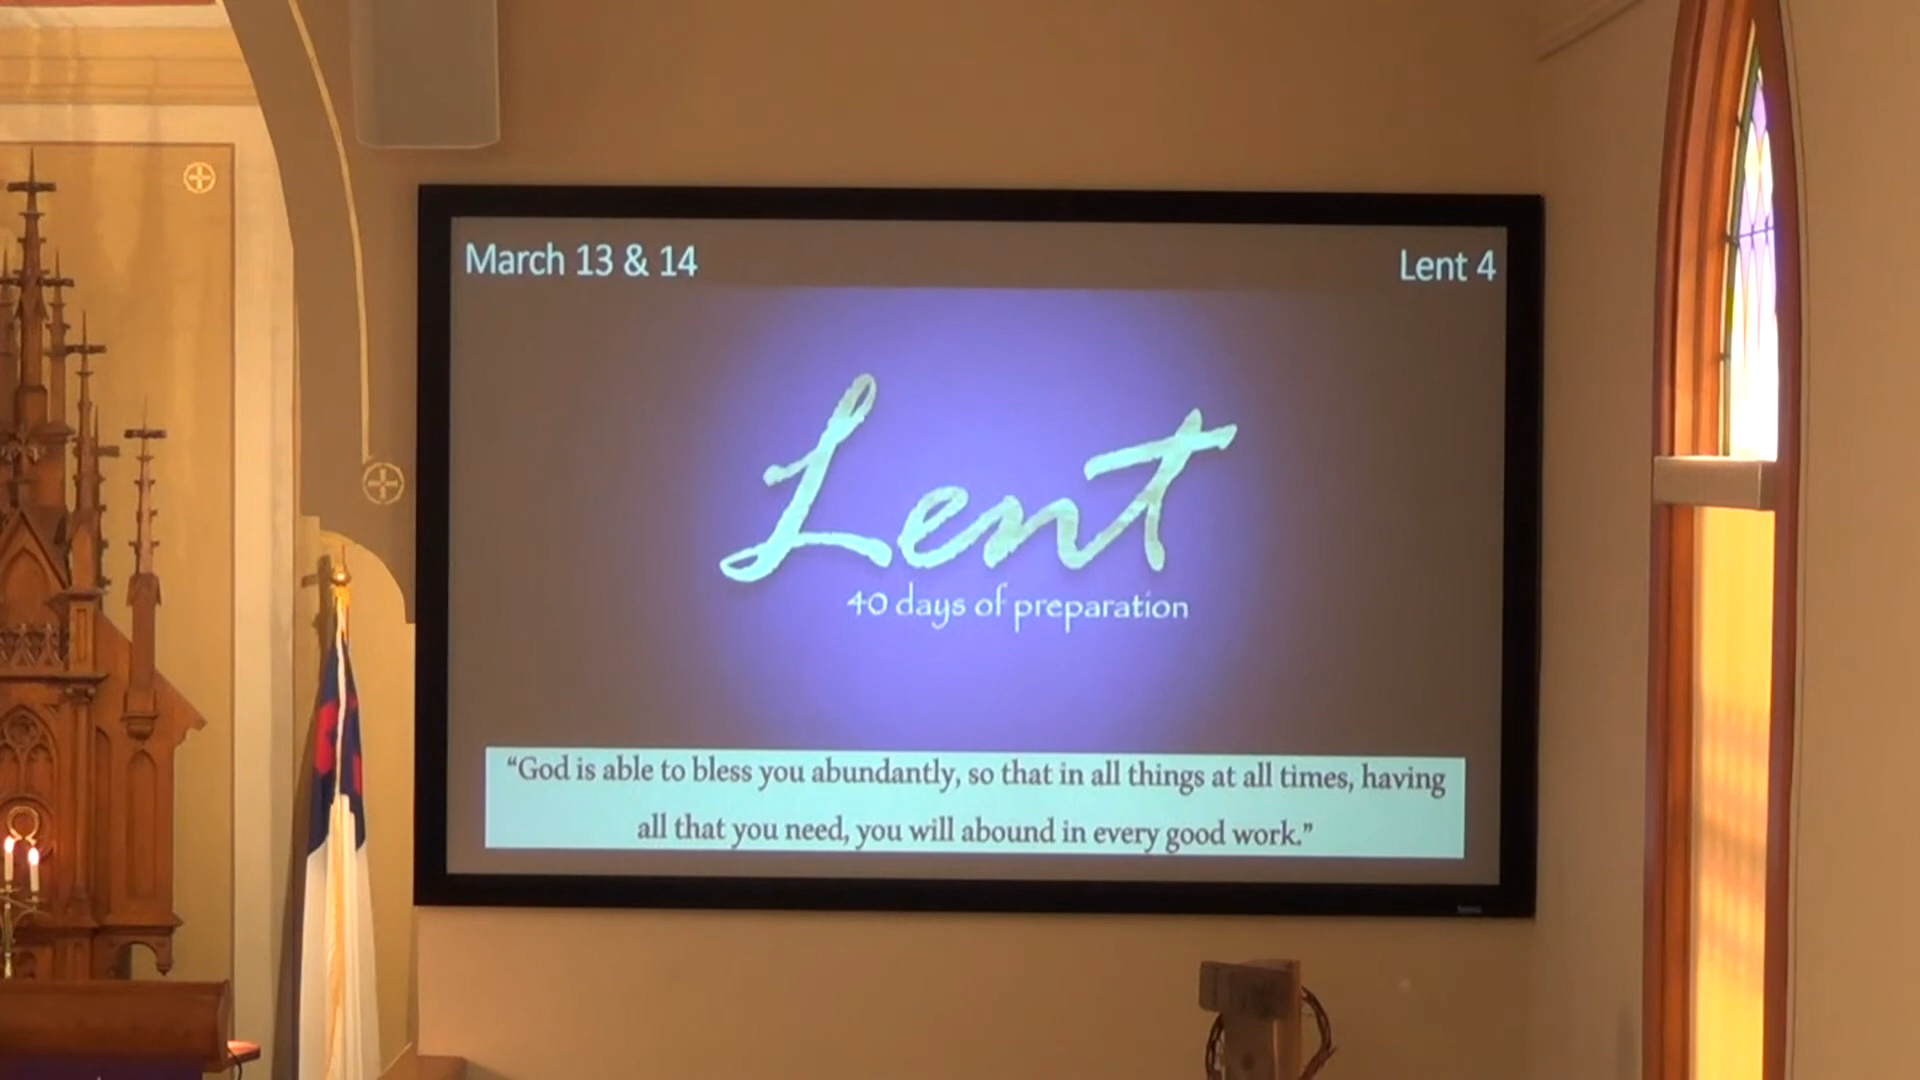 March 13 & 14
Lent 4
Lent
40 days of preparation
“God is able to bless you abundantly, so that in all things at all times, having
all that you need, you will abound in every good work.”